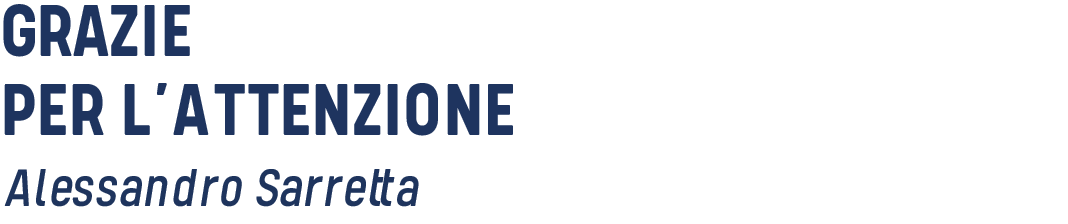 GRAZIE
PER L'ATTENZIONE
Alessandro Sarretta